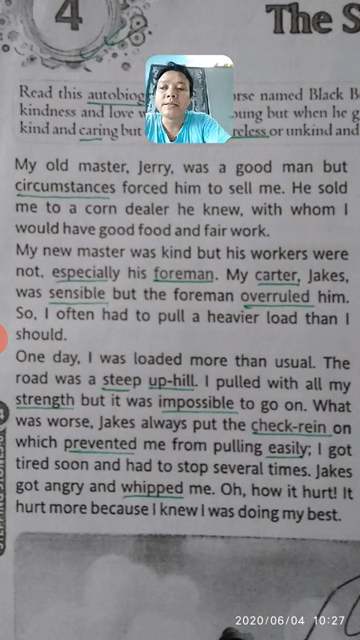 4
The S
Read this autobiog rse named Black B
kindness and love ung but when he g
kind and caring but reless or unkind and
My old master, Jerry, was a good man but
circumstances forced him to sell me. He sold
me to a corn dealer he knew, with whom I
would have good food and fair work.
My new master was kind but his workers were
not, especially his foreman. My carter, Jakes,
was sensible but the foreman overruled him.
So, I often had to pull a heavier load than I
should.
One day, I was loaded more than usual. The
road was a steep up-hill. I pulled with all my
strength but it was impossible to go on. What
was worse, Jakes always put the check-rein on
which prevented me from pulling easily; I got
tired soon and had to stop several times. Jakes
got angry and whipped me. Oh, how it hurt! It
hurt more because I knew I was doing my best.
2020/06/04 10:27